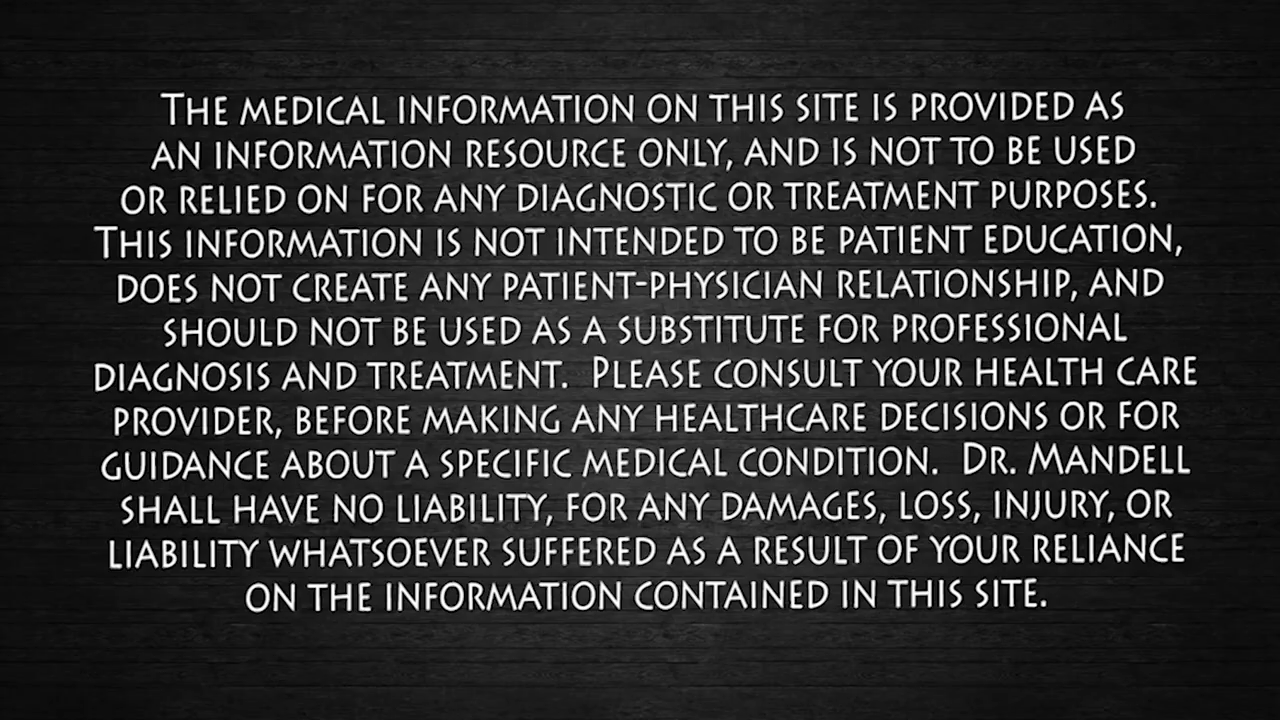 The medical information on this site is provided as
an information resource only, and is not to be used
or relied on for any diagnostic or treatment purposes.
This information is not intended to be patient education,
does not create any patient-physician relationship, and
should not be used as a substitute for professional
diagnosis and treatment.  Please consult your health care
provider, before making any healthcare decisions or for
guidance about a specific medical condition.  Dr. Mandell
shall have no liability, for any damages, loss, injury, or
liability whatsoever suffered as a result of your reliance
on the information contained in this site.